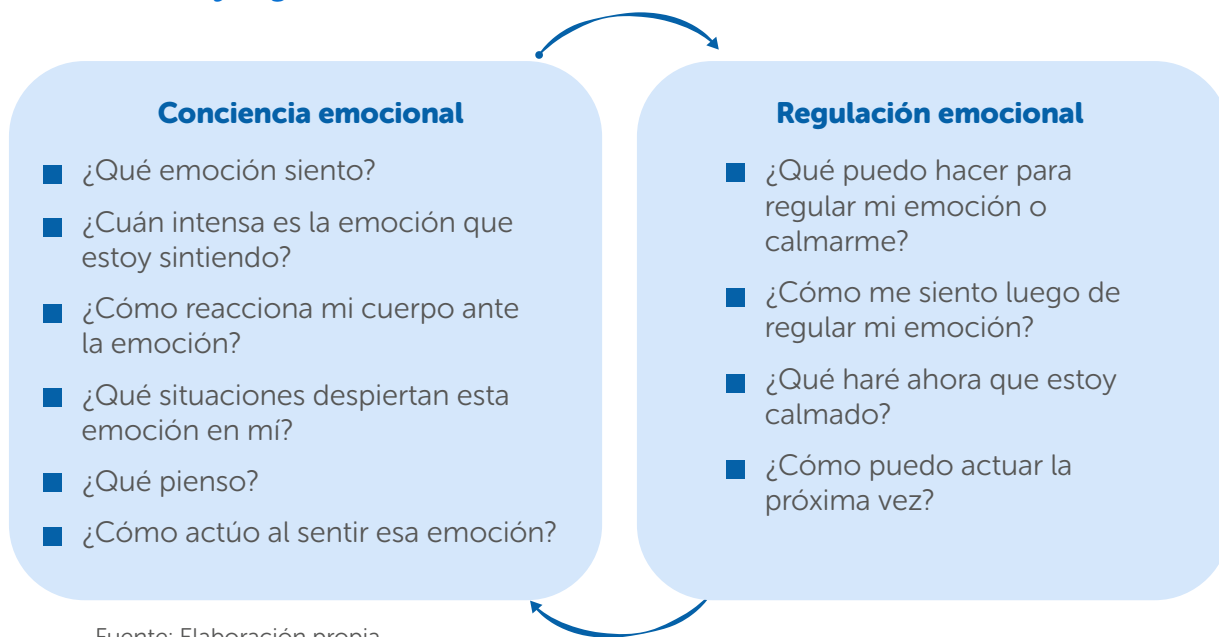 Conciencia emocional
¿Qué emoción siento?
¿Cuán intensa es la emoción que
estoy sintiendo?
¿Cómo reacciona mi cuerpo ante
la emoción?
¿Qué situaciones despiertan esta
emoción en mí?
¿Qué pienso?
¿Cómo actúo al sentir esa emoción?
Regulación emocional
¿Qué puedo hacer para
regular mi emoción o
calmarme?
¿Cómo me siento luego de
regular mi emoción?
¿Qué haré ahora que estoy
calmado?
¿Cómo puedo actuar la
próxima vez?
Fuente: Elaboración propia